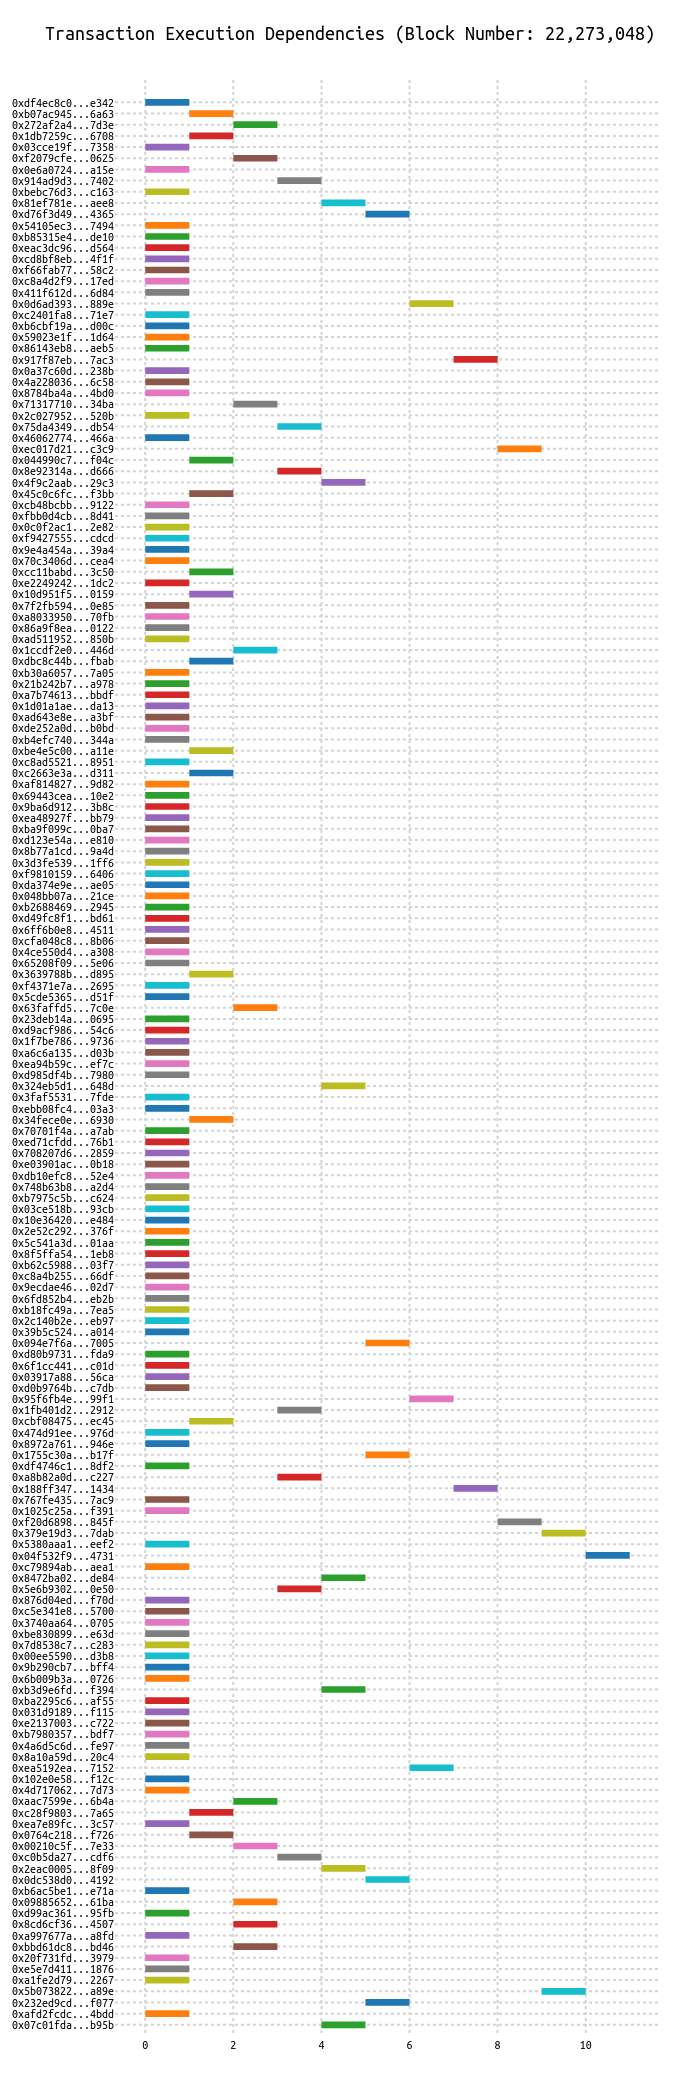 Transaction Execution Dependencies (Block Number: 22,273,048)
0xdf4ec8c0...e342
0xb07ac945...6a63
0x272af2a4...7d3e
0x1db7259c...6708
0x03cce19f...7358
0xf2079cfe...0625
0x0e6a0724...a15e
0x914ad9d3...7402
0xbebc76d3...c163
0x81ef781e...aee8
0xd76f3d49...4365
0x54105ec3...7494
0xb85315e4...de10
0xeac3dc96...d564
0xcd8bf8eb...4f1f
0xf66fab77...58c2
0xc8a4d2f9...17ed
0x411f612d...6d84
0x0d6ad393...889e
0xc2401fa8...71e7
0xb6cbf19a...d00c
0x59023e1f...1d64
0x86143eb8...aeb5
0x917f87eb...7ac3
0x0a37c60d...238b
0x4a228036...6c58
0x8784ba4a...4bd0
0x71317710...34ba
0x2c027952...520b
0x75da4349...db54
0x46062774...466a
0xec017d21...c3c9
0x044990c7...f04c
0x8e92314a...d666
0x4f9c2aab...29c3
0x45c0c6fc...f3bb
0xcb48bcbb...9122
0xfbb0d4cb...8d41
0x0c0f2ac1...2e82
0xf9427555...cdcd
0x9e4a454a...39a4
0x70c3406d...cea4
0xcc11babd...3c50
0xe2249242...1dc2
0x10d951f5...0159
0x7f2fb594...0e85
0xa8033950...70fb
0x86a9f8ea...0122
0xad511952...850b
0x1ccdf2e0...446d
0xdbc8c44b...fbab
0xb30a6057...7a05
0x21b242b7...a978
0xa7b74613...bbdf
0x1d01a1ae...da13
0xad643e8e...a3bf
0xde252a0d...b0bd
0xb4efc740...344a
0xbe4e5c00...a11e
0xc8ad5521...8951
0xc2663e3a...d311
0xaf814827...9d82
0x69443cea...10e2
0x9ba6d912...3b8c
0xea48927f...bb79
0xba9f099c...0ba7
0xd123e54a...e810
0x8b77a1cd...9a4d
0x3d3fe539...1ff6
0xf9810159...6406
0xda374e9e...ae05
0x048bb07a...21ce
0xb2688469...2945
0xd49fc8f1...bd61
0x6ff6b0e8...4511
0xcfa048c8...8b06
0x4ce550d4...a308
0x65208f09...5e06
0x3639788b...d895
0xf4371e7a...2695
0x5cde5365...d51f
0x63faffd5...7c0e
0x23deb14a...0695
0xd9acf986...54c6
0x1f7be786...9736
0xa6c6a135...d03b
0xea94b59c...ef7c
0xd985df4b...7980
0x324eb5d1...648d
0x3faf5531...7fde
0xebb08fc4...03a3
0x34fece0e...6930
0x70701f4a...a7ab
0xed71cfdd...76b1
0x708207d6...2859
0xe03901ac...0b18
0xdb10efc8...52e4
0x748b63b8...a2d4
0xb7975c5b...c624
0x03ce518b...93cb
0x10e36420...e484
0x2e52c292...376f
0x5c541a3d...01aa
0x8f5ffa54...1eb8
0xb62c5988...03f7
0xc8a4b255...66df
0x9ecdae46...02d7
0x6fd852b4...eb2b
0xb18fc49a...7ea5
0x2c140b2e...eb97
0x39b5c524...a014
0x094e7f6a...7005
0xd80b9731...fda9
0x6f1cc441...c01d
0x03917a88...56ca
0xd0b9764b...c7db
0x95f6fb4e...99f1
0x1fb401d2...2912
0xcbf08475...ec45
0x474d91ee...976d
0x8972a761...946e
0x1755c30a...b17f
0xdf4746c1...8df2
0xa8b82a0d...c227
0x188ff347...1434
0x767fe435...7ac9
0x1025c25a...f391
0xf20d6898...845f
0x379e19d3...7dab
0x5380aaa1...eef2
0x04f532f9...4731
0xc79894ab...aea1
0x8472ba02...de84
0x5e6b9302...0e50
0x876d04ed...f70d
0xc5e341e8...5700
0x3740aa64...0705
0xbe830899...e63d
0x7d8538c7...c283
0x00ee5590...d3b8
0x9b290cb7...bff4
0x6b009b3a...0726
0xb3d9e6fd...f394
0xba2295c6...af55
0x031d9189...f115
0xe2137003...c722
0xb7980357...bdf7
0x4a6d5c6d...fe97
0x8a10a59d...20c4
0xea5192ea...7152
0x102e0e58...f12c
0x4d717062...7d73
0xaac7599e...6b4a
0xc28f9803...7a65
0xea7e89fc...3c57
0x0764c218...f726
0x00210c5f...7e33
0xc0b5da27...cdf6
0x2eac0005...8f09
0x0dc538d0...4192
0xb6ac5be1...e71a
0x09885652...61ba
0xd99ac361...95fb
0x8cd6cf36...4507
0xa997677a...a8fd
0xbbd61dc8...bd46
0x20f731fd...3979
0xe5e7d411...1876
0xa1fe2d79...2267
0x5b073822...a89e
0x232ed9cd...f077
0xafd2fcdc...4bdd
0x07c01fda...b95b
0 2 4 6 8 10